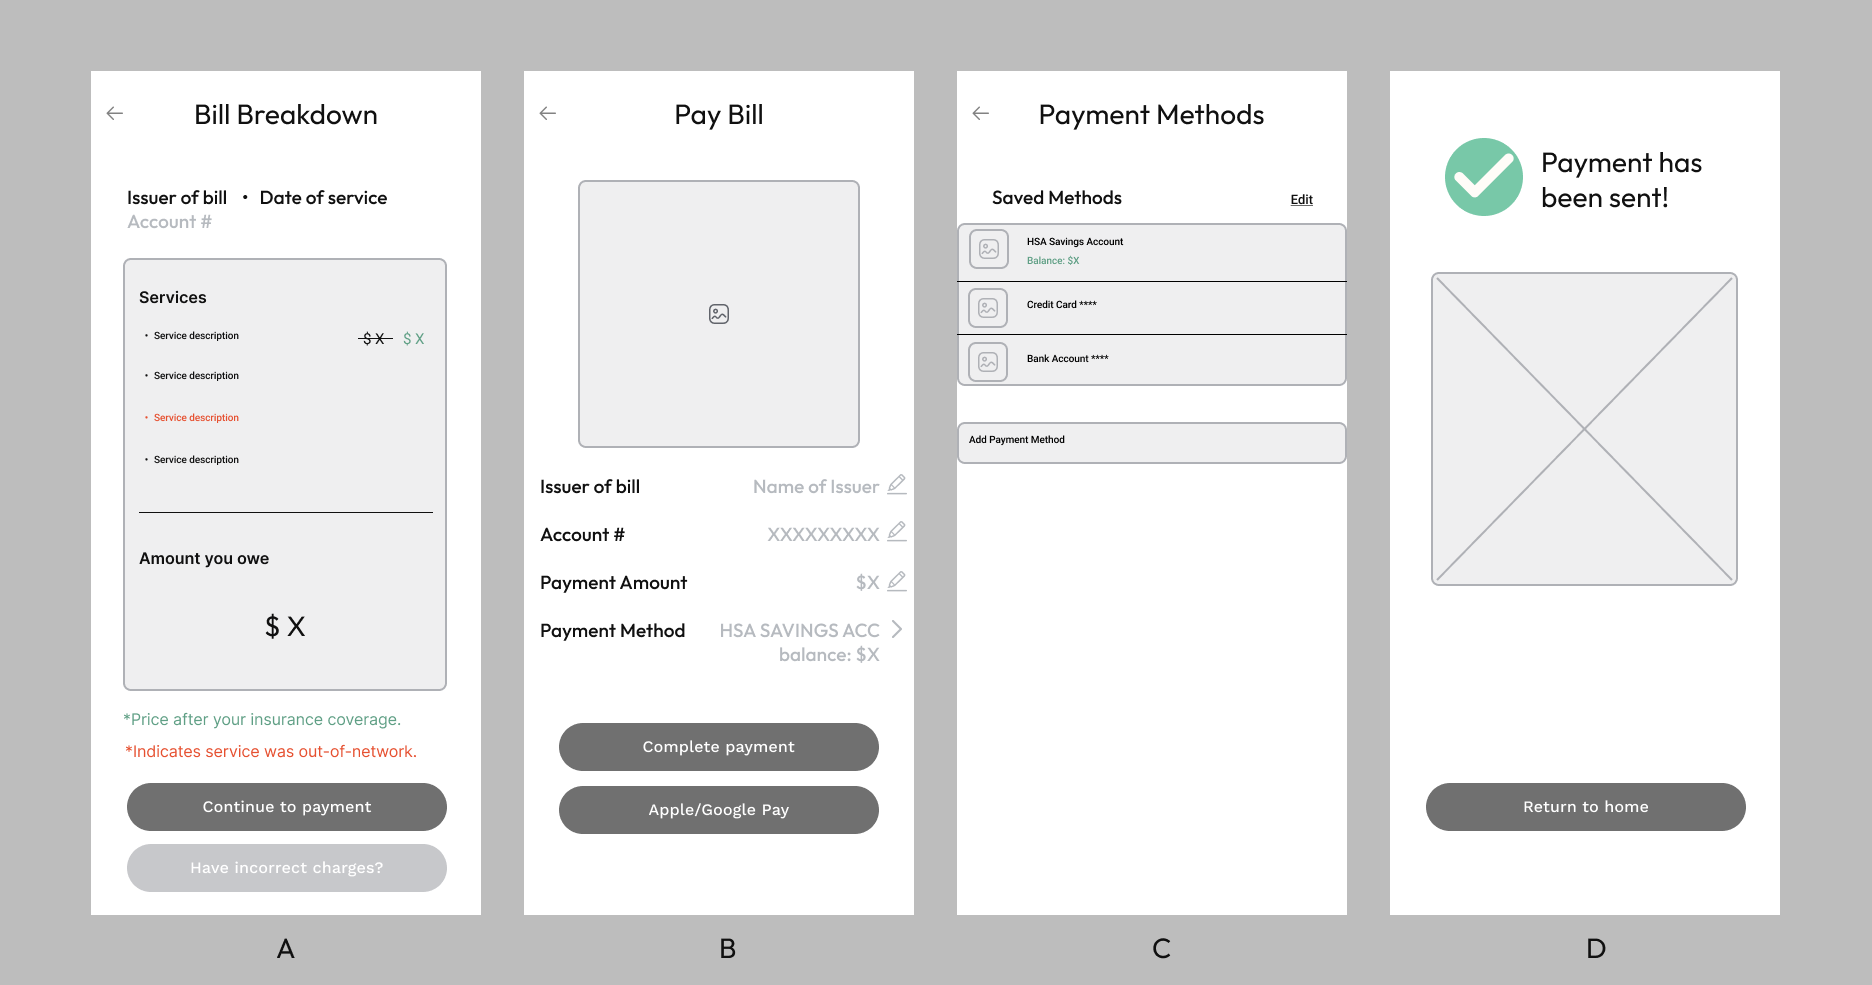 Bill Breakdown
Issuer of bill • Date of service
Account #
Services
• Service description $ X $ X
• Service description
• Service description
• Service description
Amount you owe
$ X
*Price after your insurance coverage.
*Indicates service was out-of-network.
Continue to payment
Have incorrect charges?
A
Pay Bill
Issuer of bill Name of Issuer
Account # XXXXXXXXX
Payment Amount $X
Payment Method HSA SAVINGS ACC
balance: $X
Complete payment
Apple/Google Pay
B
Payment Methods
Saved Methods Edit
HSA Savings Account
Balance: $X
Credit Card ****
Bank Account ****
Add Payment Method
C
Payment has
been sent!
Return to home
D